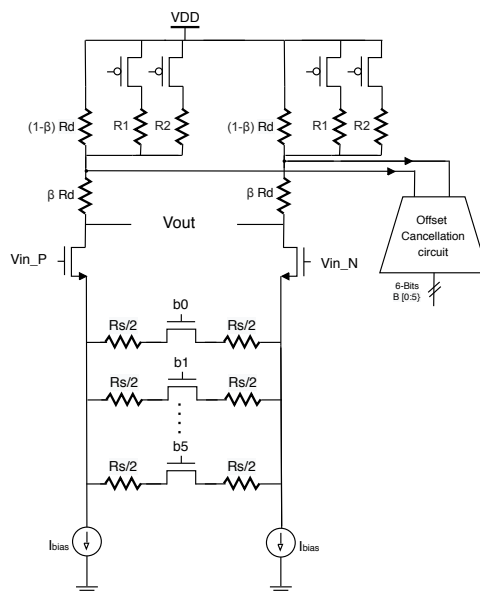 VDD
(1-β) Rd
R1
R2
(1-β) Rd
R1
R2
β Rd
β Rd
Vout
Offset
Cancellation
circuit
Vin_P
Vin_N
6-Bits
B [0:5}
b0
Rs/2
Rs/2
b1
Rs/2
Rs/2
b5
Rs/2
Rs/2
Ibias
Ibias